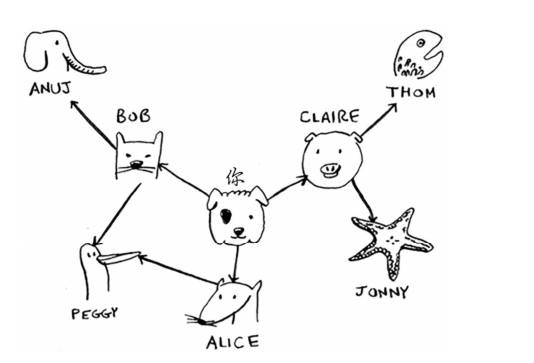 ANUJ
BOB
CLAIRE
THOM
你
PEGGY
ALICE
JONNY